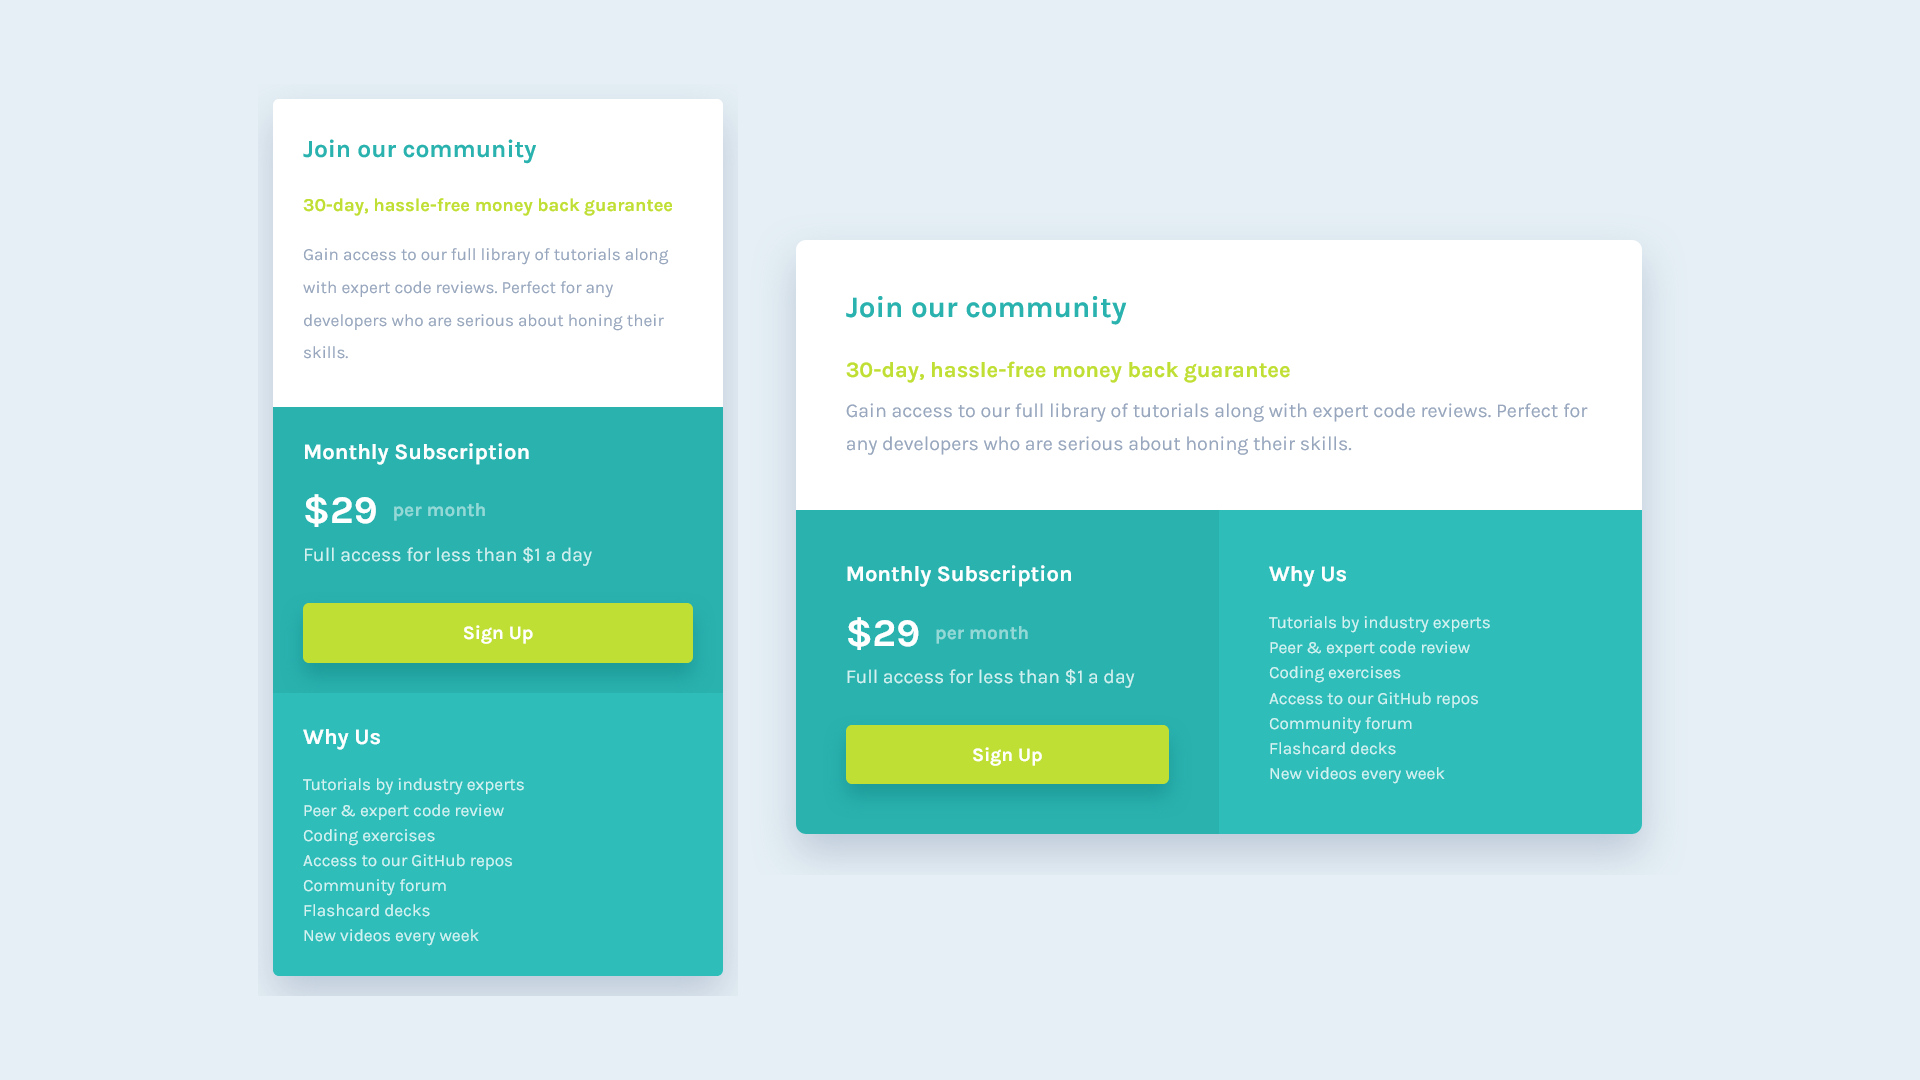 Join our community
30-day, hassle-free money back guarantee
Gain access to our full library of tutorials along
with expert code reviews. Perfect for any
developers who are serious about honing their
skills.
Monthly Subscription
$29 per month
Full access for less than $1 a day
Sign Up
Why Us
Tutorials by industry experts
Peer & expert code review
Coding exercises
Access to our GitHub repos
Community forum
Flashcard decks
New videos every week
Join our community
30-day, hassle-free money back guarantee
Gain access to our full library of tutorials along with expert code reviews. Perfect for
any developers who are serious about honing their skills.
Monthly Subscription
$29 per month
Full access for less than $1 a day
Sign Up
Why Us
Tutorials by industry experts
Peer & expert code review
Coding exercises
Access to our GitHub repos
Community forum
Flashcard decks
New videos every week